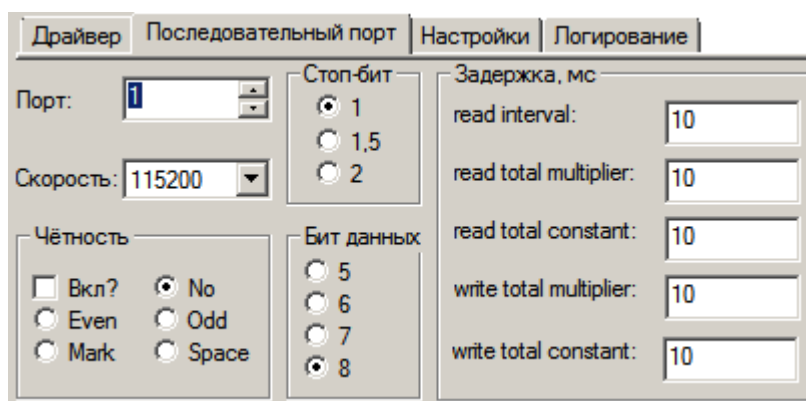 Драйвер Последовательный порт Настройки Логирование
Порт: 1
Скорость: 115200
Стоп-бит
1
1,5
2
Задержка, мс
read interval: 10
read total multiplier: 10
read total constant: 10
write total multiplier: 10
write total constant: 10
Чётность
Вкл? No
Even Odd
Mark Space
Бит данных
5
6
7
8